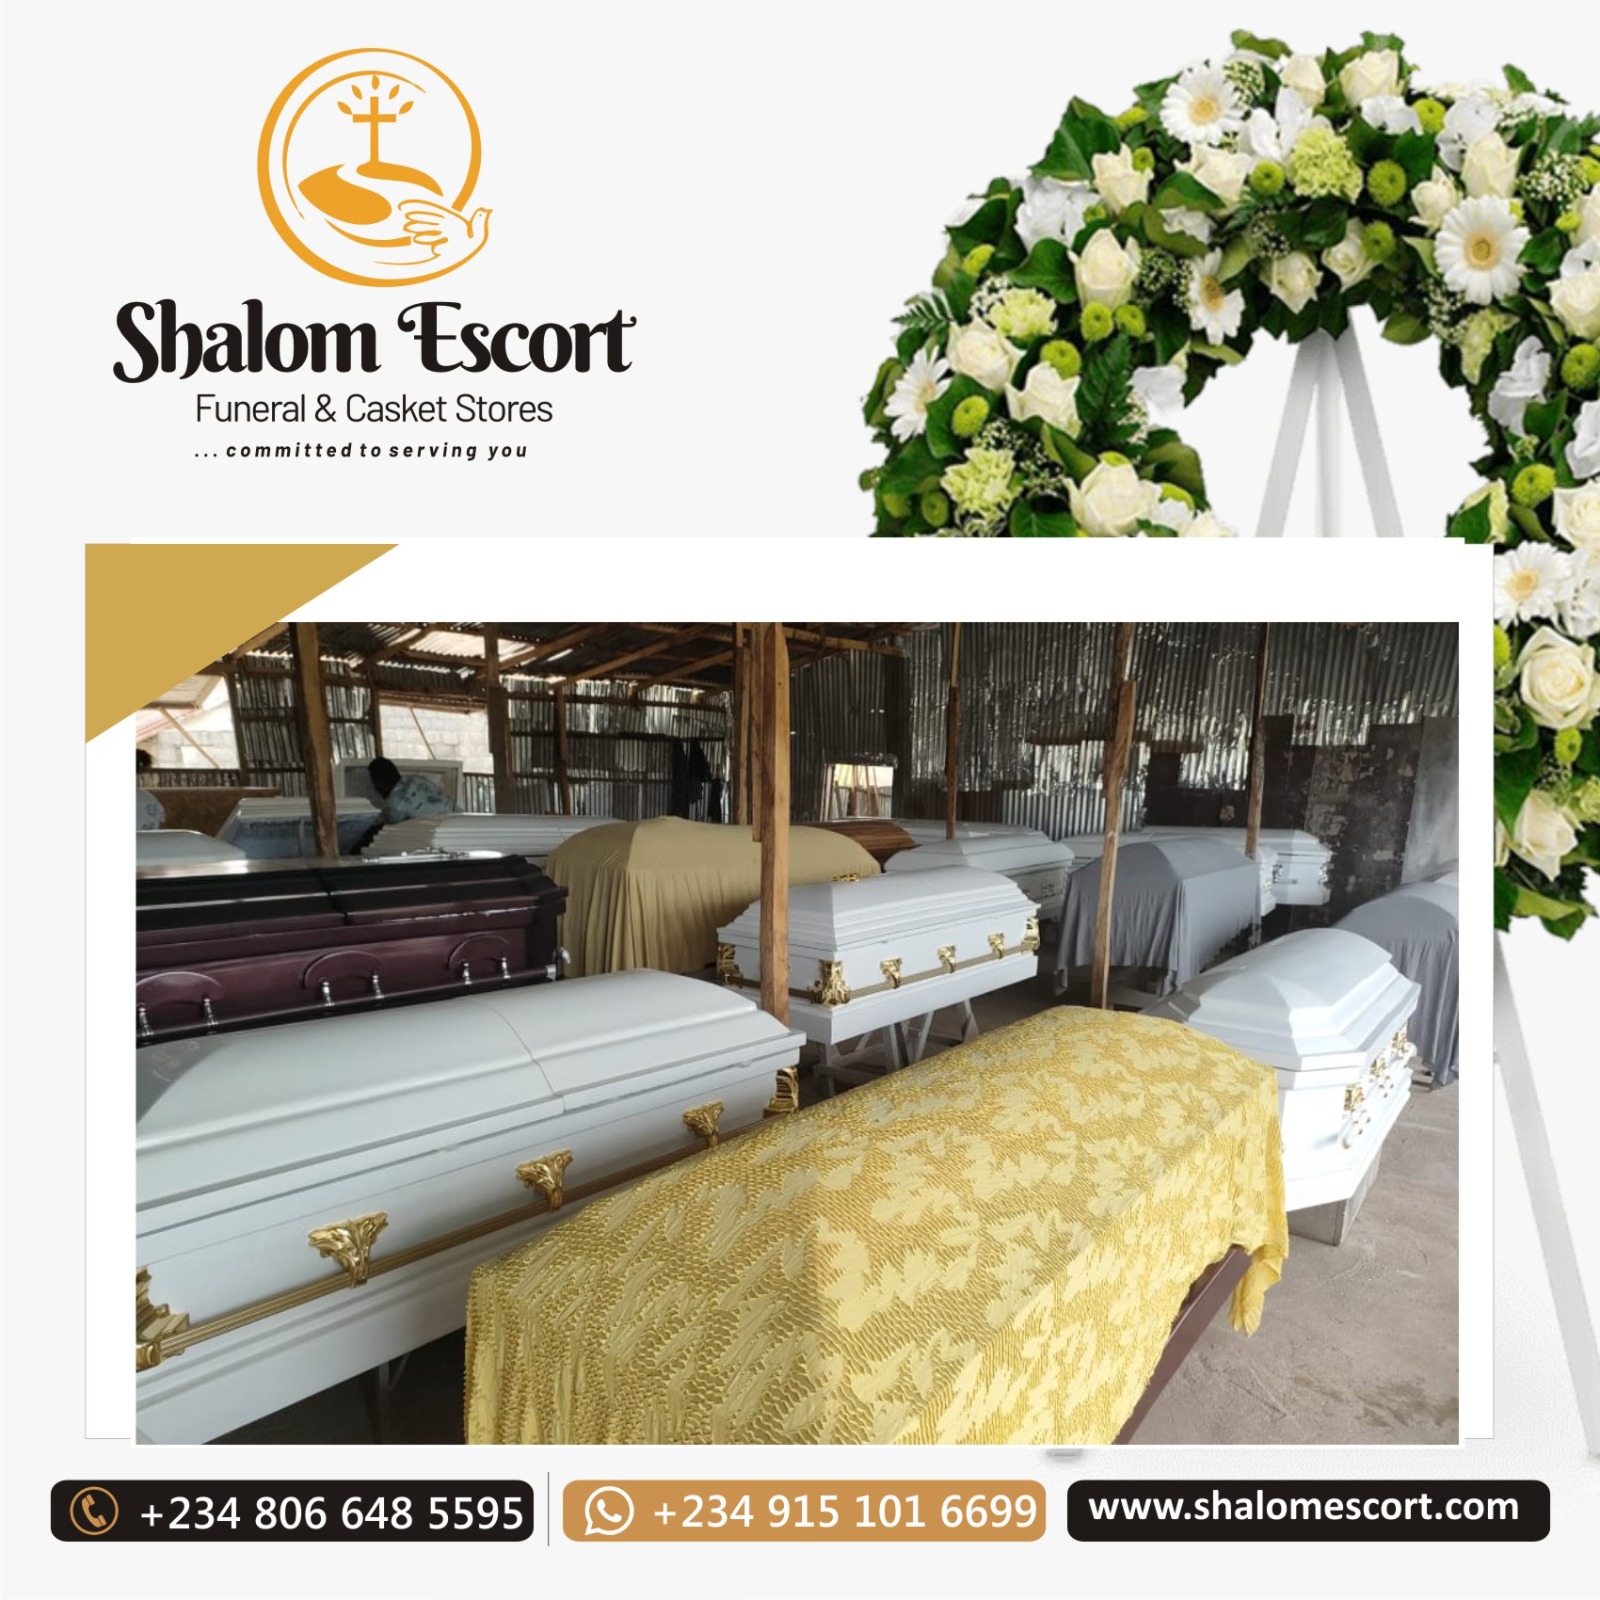 Shalom Escort
Funeral & Casket Stores
... committed to serving you
+234 806 648 5595
+234 915 101 6699
www.shalomescort.com